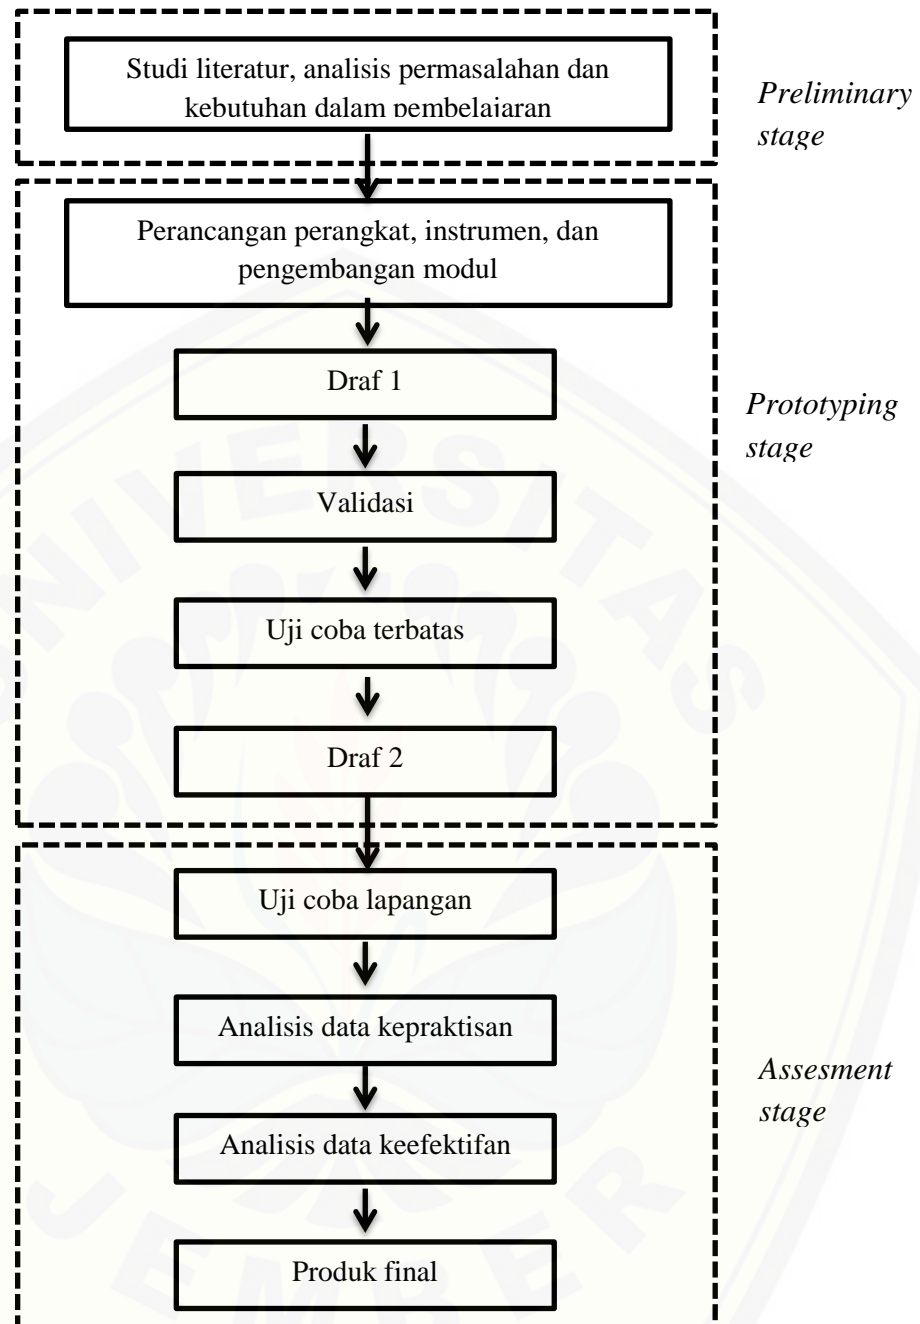 Studi literatur, analisis permasalahan dan
kebutuhan dalam pembelajaran
Preliminary
stage
Perancangan perangkat, instrumen, dan
pengembangan modul
Draf 1
Prototyping
stage
Validasi
Uji coba terbatas
Draf 2
Uji coba lapangan
Analisis data kepraktisan
Assesment
stage
Analisis data keefektifan
Produk final
UNIVERSITAS
JEMBER